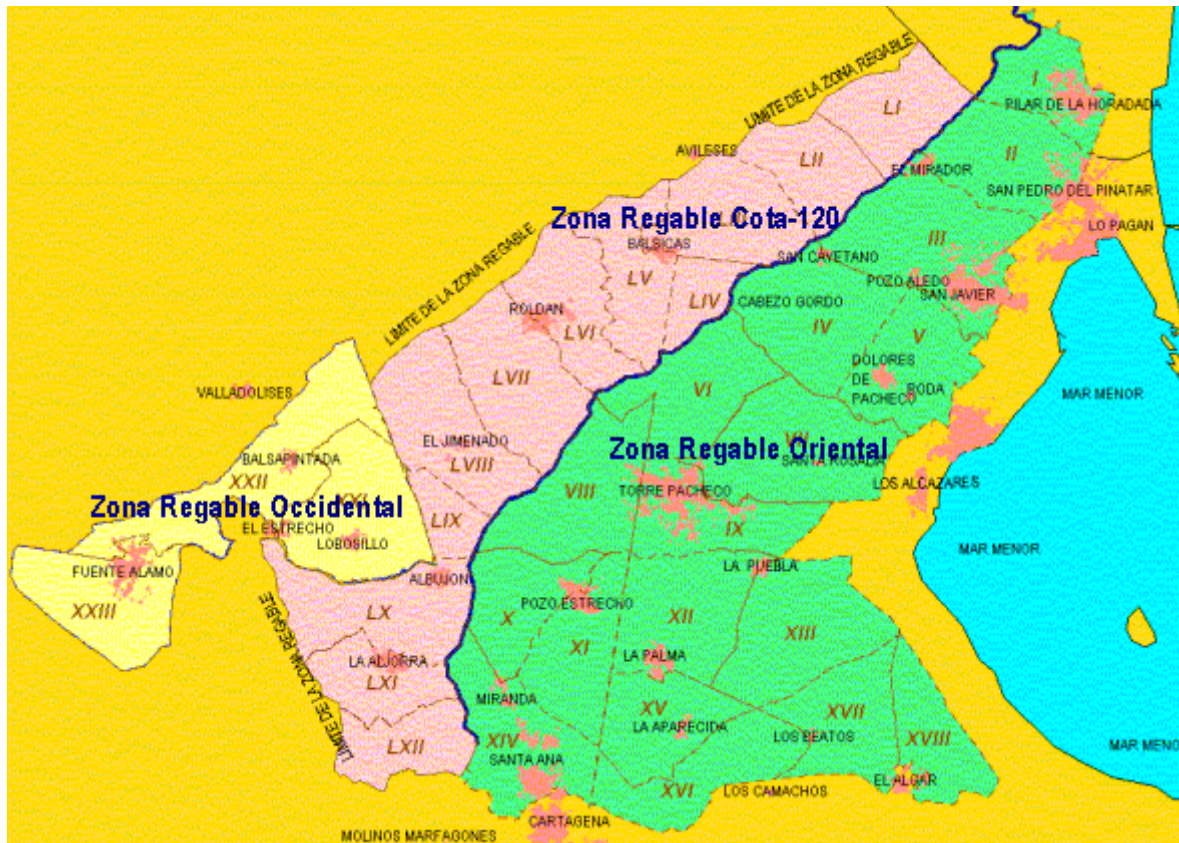 LÍMITE DE LA ZONA REGABLE
I
PILAR DE LA HORADADA
LI
AVILESES
LII
II
EL MIRADOR
SAN PEDRO DEL PINATAR
Zona Regable Cota-120
LO PAGAN
BALSICAS
III
SAN CAYETANO
LÍMITE DE LA ZONA REGABLE
LV
POZO ALEDO
SAN JAVIER
LIV
CABEZO GORDO
ROLDAN
LVI
IV
V
DOLORES
DE
PACHECO
RODA
LVII
VI
VALLADOLISES
MAR MENOR
EL JIMENADO
Zona Regable Oriental
VII
SANTA ROSALIA
BALSAPINTADA
LVIII
XXII
XXI
VIII
TORRE PACHECO
LOS ALCAZARES
Zona Regable Occidental
LIX
IX
EL ESTRECHO
LOBOSILLO
MAR MENOR
FUENTE ALAMO
ALBUJON
LA PUEBLA
XXIII
POZO ESTRECHO
LX
X
XII
XIII
LÍMITE DE LA ZONA REGABLE
XI
LA ALJORRA
LA PALMA
LXI
MIRANDA
XV
XVII
LA APARECIDA
LOS BEATOS
LXII
XIV
XVIII
MAR MENO
SANTA ANA
EL ALGAR
XVI
LOS CAMACHOS
CARTAGENA
MOLINOS MARFAGONES